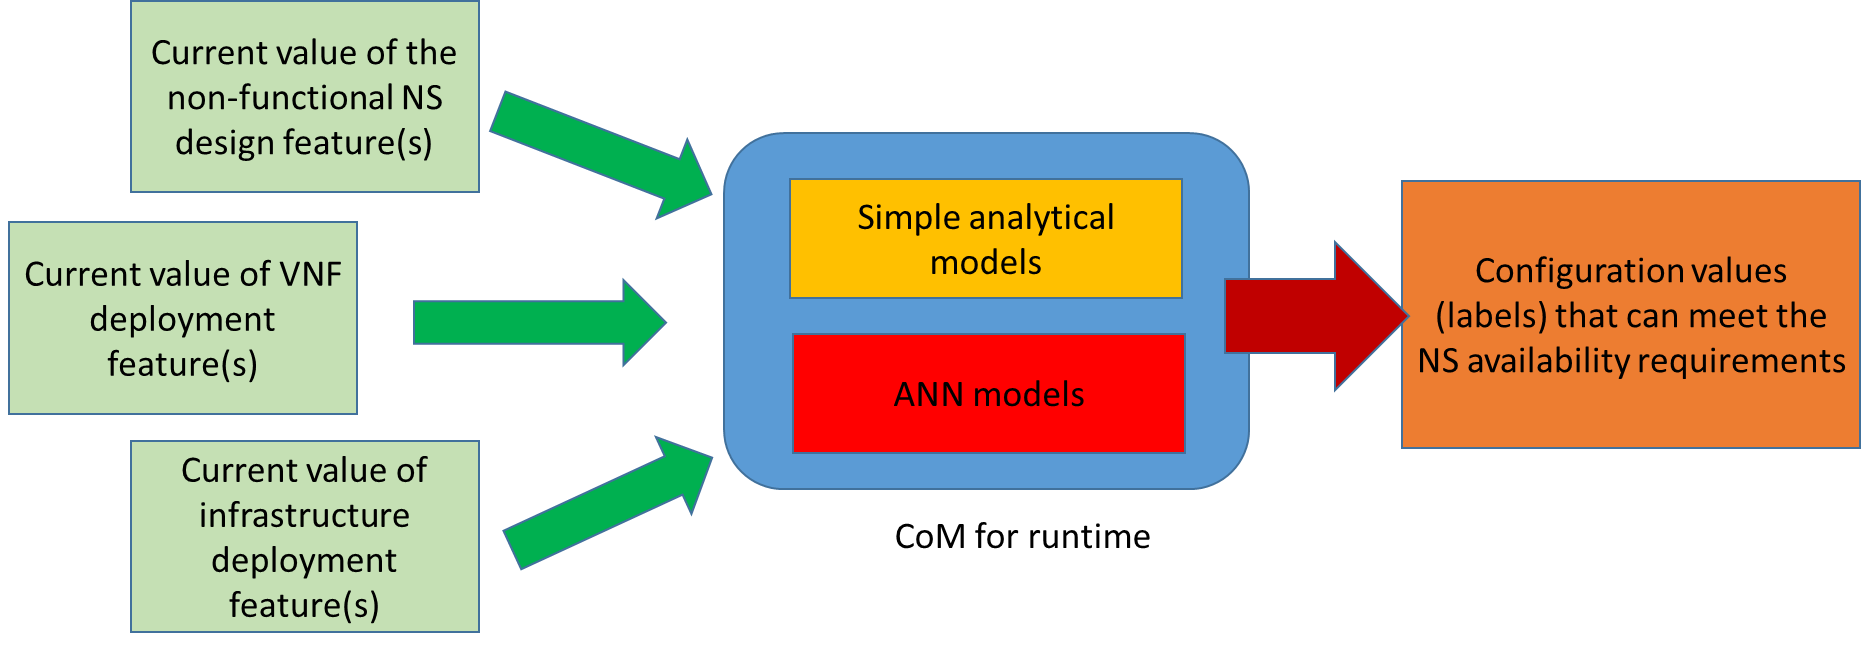 Current value of the
non-functional NS
design feature(s)
Current value of VNF
deployment
feature(s)
Current value of
infrastructure
deployment
feature(s)
Simple analytical
models
ANN models
CoM for runtime
Configuration values
(labels) that can meet the
NS availability requirements